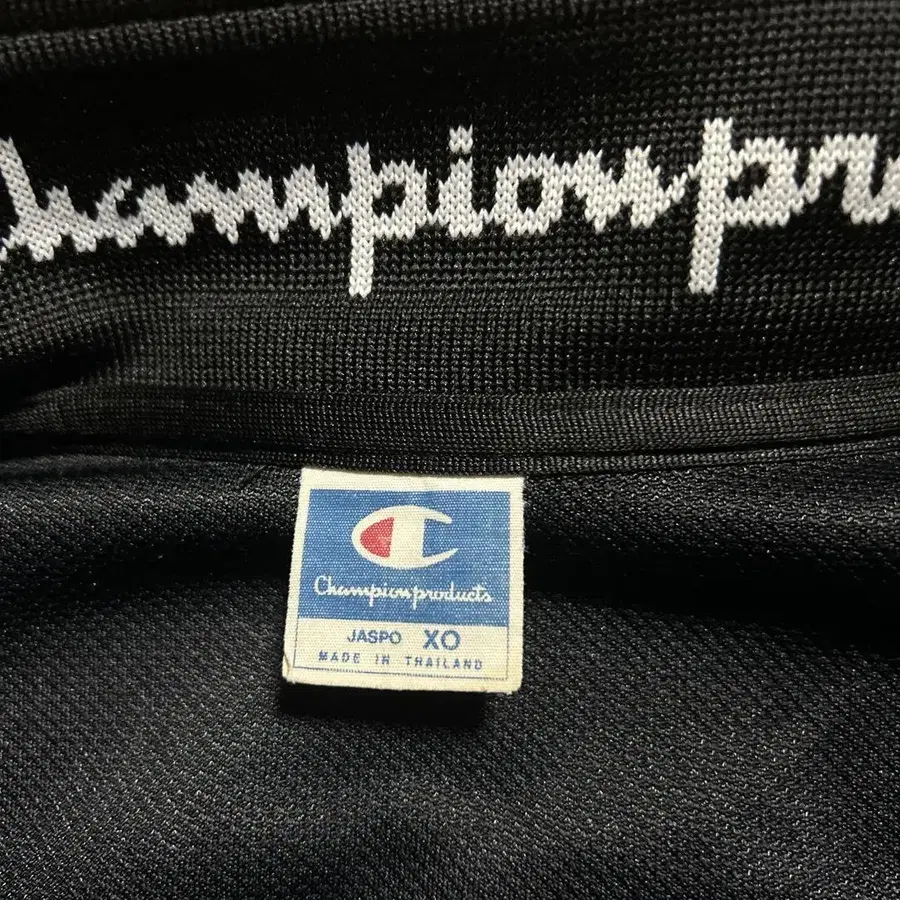 Championpr
Championproducts
JASPO XO
MADE IN THAILAND